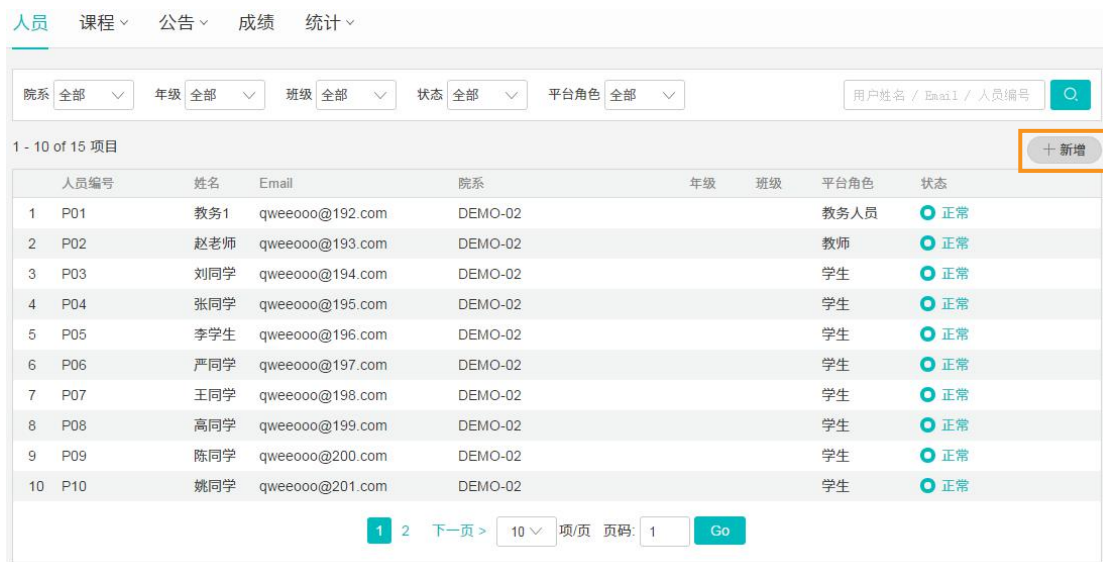 人员 课程 公告 成绩 统计
院系 全部 年级 全部 班级 全部 状态 全部 平台角色 全部 用户姓名 / Email / 人员编号
1 - 10 of 15 项目 新增
人员编号 姓名 Email 院系 年级 班级 平台角色 状态
1 P01 教务1 qweeooo@192.com DEMO-02 教务人员 正常
2 P02 赵老师 qweeooo@193.com DEMO-02 教师 正常
3 P03 刘同学 qweeooo@194.com DEMO-02 学生 正常
4 P04 张同学 qweeooo@195.com DEMO-02 学生 正常
5 P05 李学生 qweeooo@196.com DEMO-02 学生 正常
6 P06 严同学 qweeooo@197.com DEMO-02 学生 正常
7 P07 王同学 qweeooo@198.com DEMO-02 学生 正常
8 P08 高同学 qweeooo@199.com DEMO-02 学生 正常
9 P09 陈同学 qweeooo@200.com DEMO-02 学生 正常
10 P10 姚同学 qweeooo@201.com DEMO-02 学生 正常
1 2 下一页 > 10 项/页 页码: 1 Go